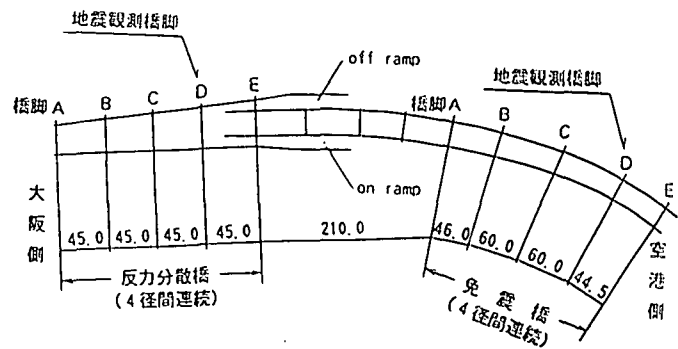 地震観測橋脚
off ramp
地震観測橋脚
橋脚 A B C D E
橋脚 A B C D E
on ramp
大阪側
45.0 45.0 45.0 45.0 210.0 46.0 60.0 60.0 44.5
空港側
反力分散橋
(4径間連続)
免震橋
(4径間連続)